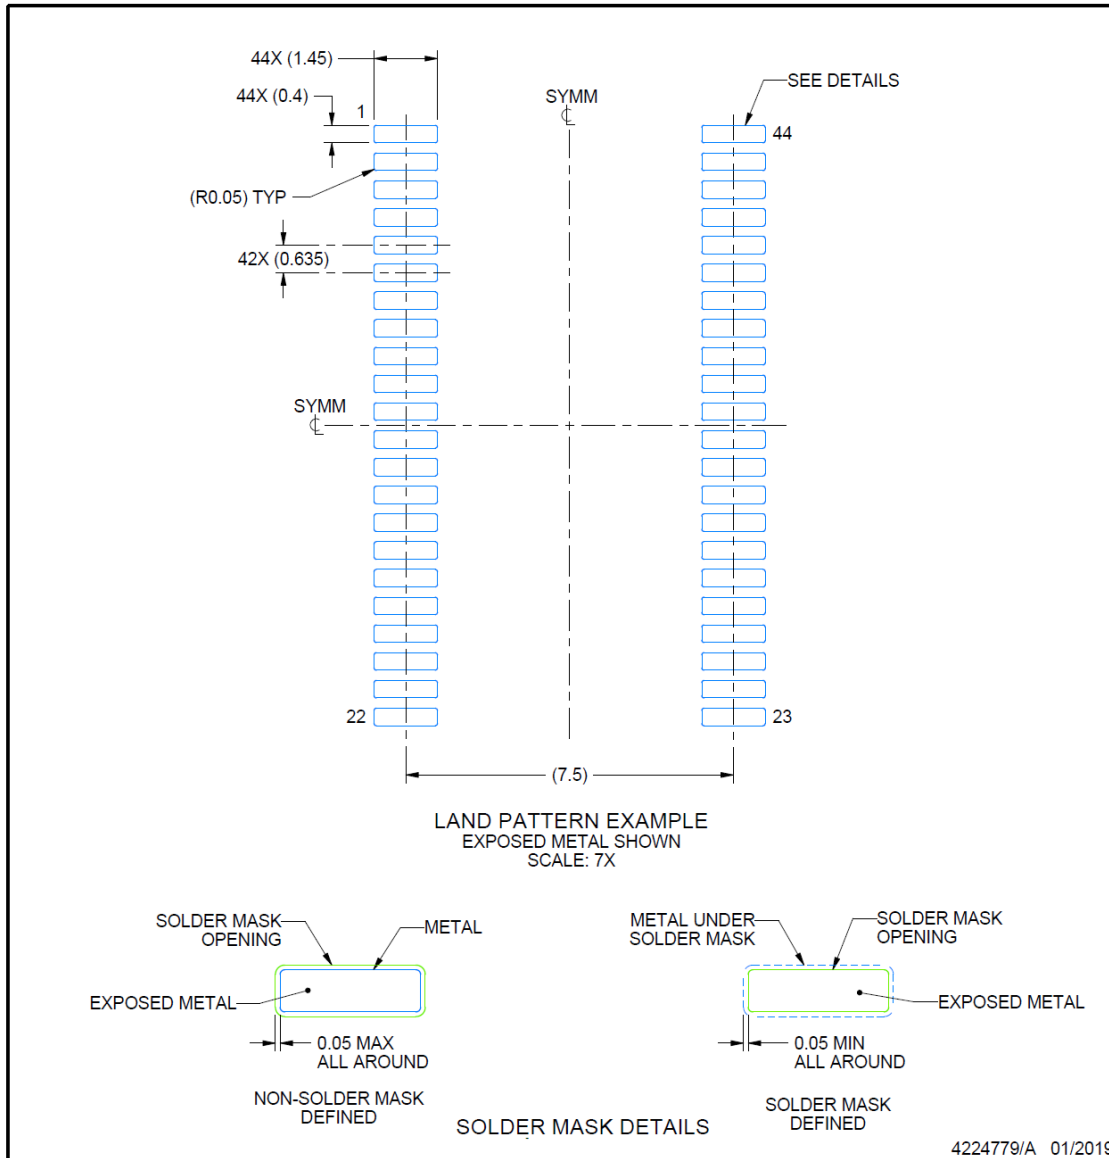 44X (1.45)
44X (0.4)
1
SYMM
℄
SEE DETAILS
44
(R0.05) TYP
42X (0.635)
SYMM
℄
22
23
(7.5)
LAND PATTERN EXAMPLE
EXPOSED METAL SHOWN
SCALE: 7X
SOLDER MASK
OPENING
METAL
EXPOSED METAL
0.05 MAX
ALL AROUND
NON-SOLDER MASK
DEFINED
METAL UNDER
SOLDER MASK
SOLDER MASK
OPENING
EXPOSED METAL
0.05 MIN
ALL AROUND
SOLDER MASK
DEFINED
SOLDER MASK DETAILS
4224779/A 01/2019